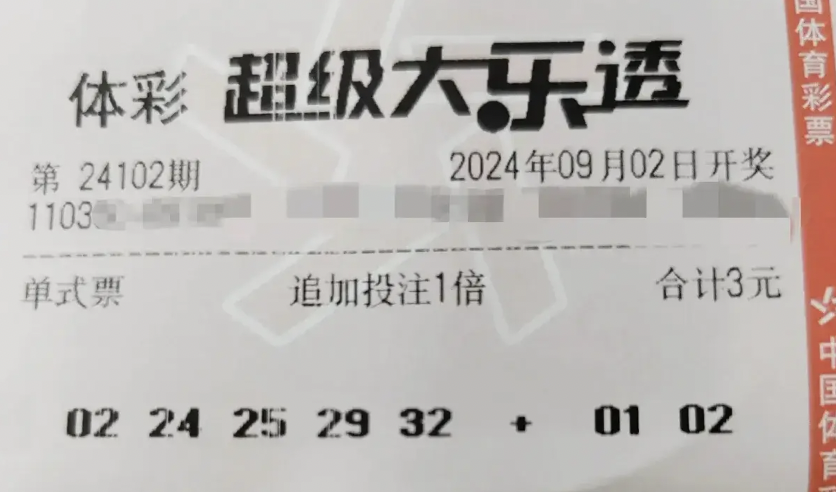 体彩 超级大乐透
第 24102期 2024年09月02日开奖
1103
单式票 追加投注1倍 合计3元
02 24 25 29 32 + 01 02
国体育彩票
中国体育